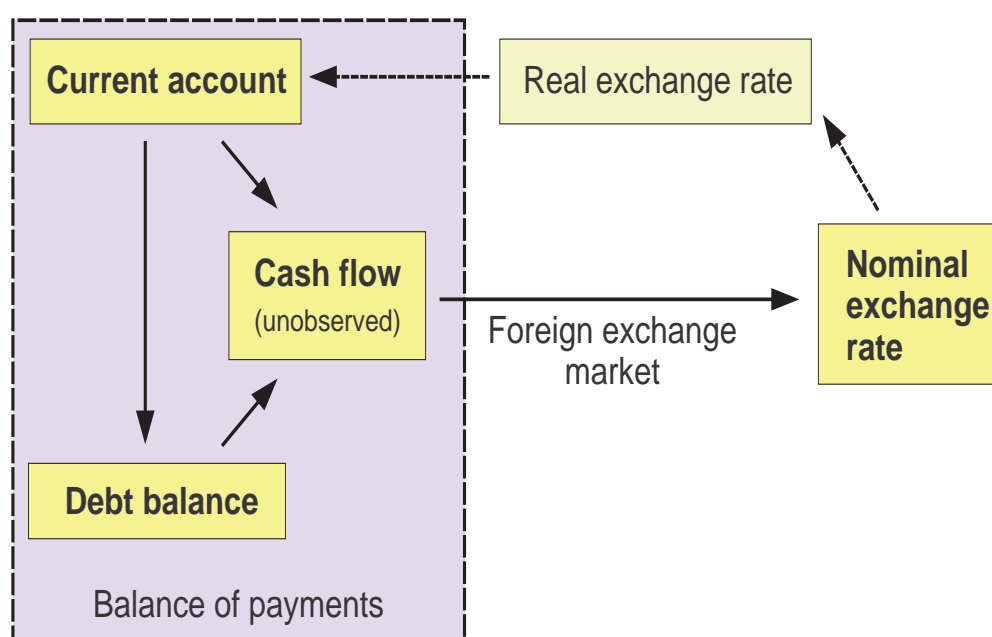 Current account
Real exchange rate
Cash flow
(unobserved)
Nominal
exchange
rate
Foreign exchange
market
Debt balance
Balance of payments